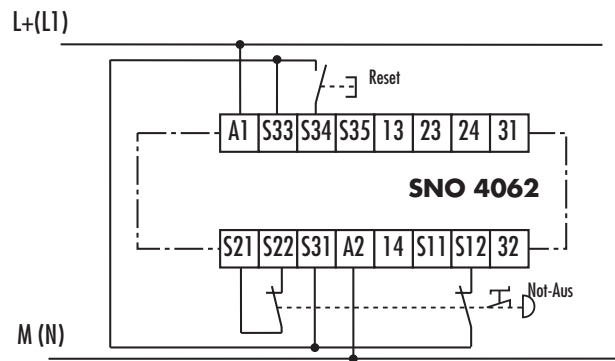 L+(L1)
Reset
A1 S33 S34 S35 13 23 24 31
SNO 4062
S21 S22 S31 A2 14 S11 S12 32
Not-Aus
M (N)